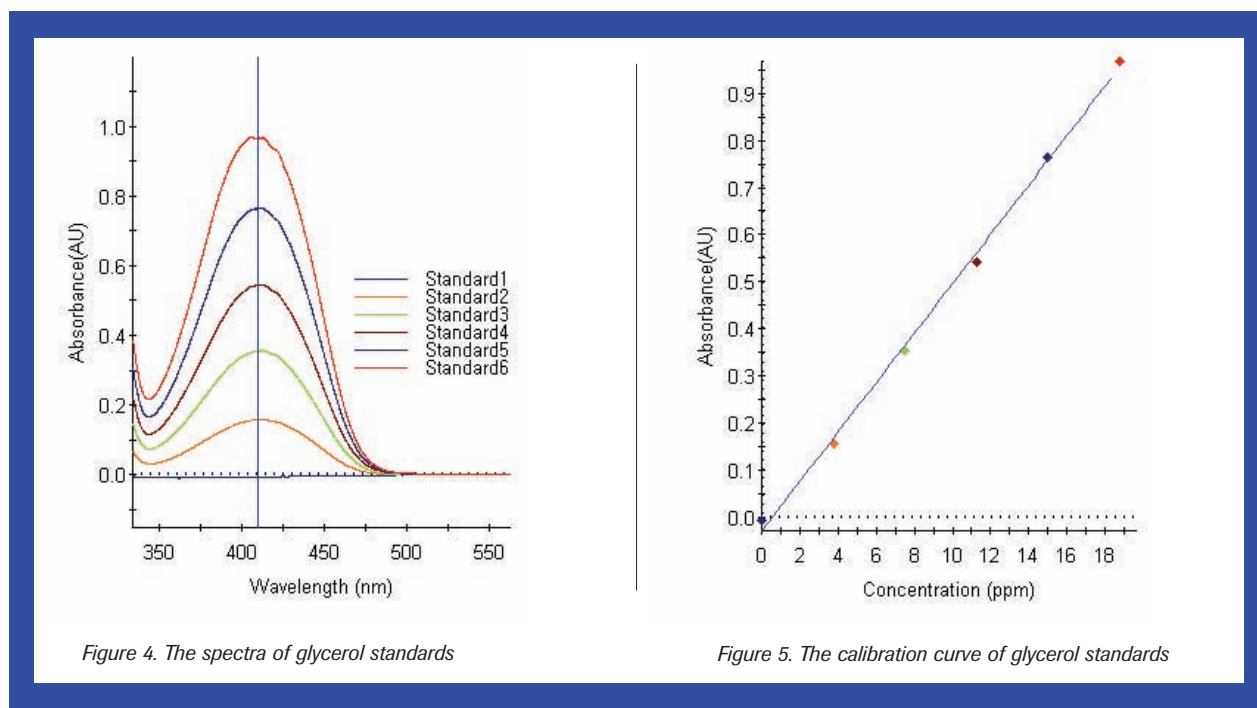 1.0
0.8
0.6
0.4
0.2
0.0
Absorbance(AU)
Standard1
Standard2
Standard3
Standard4
Standard5
Standard6
350 400 450 500 550
Wavelength (nm)
Figure 4. The spectra of glycerol standards
0.9
0.8
0.7
0.6
0.5
0.4
0.3
0.2
0.1
0.0
Absorbance(AU)
0 2 4 6 8 10 12 14 16 18
Concentration (ppm)
Figure 5. The calibration curve of glycerol standards